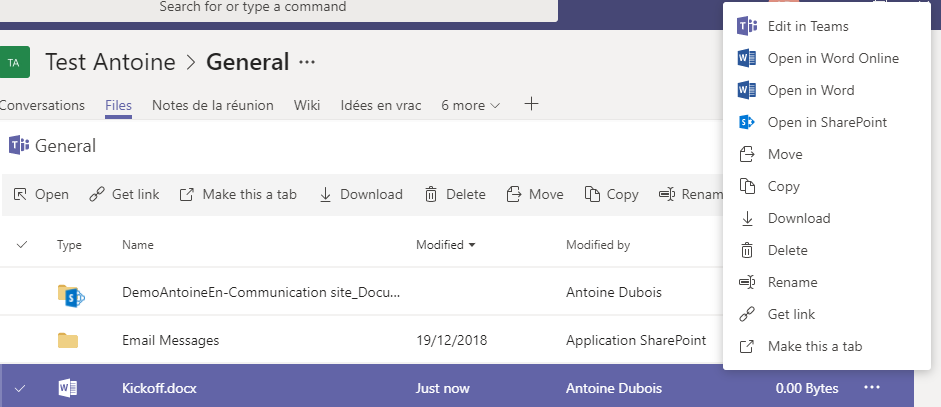 Search for or type a command
TA
Test Antoine > General ···
Conversations Files Notes de la réunion Wiki Idées en vrac 6 more
General
Open Get link Make this a tab Download Delete Move Copy Renam
Type Name Modified Modified by
DemoAntoineEn-Communication site_Docu... Antoine Dubois
Email Messages 19/12/2018 Application SharePoint
Kickoff.docx Just now Antoine Dubois 0.00 Bytes ···
Edit in Teams
Open in Word Online
Open in Word
Open in SharePoint
Move
Copy
Download
Delete
Rename
Get link
Make this a tab